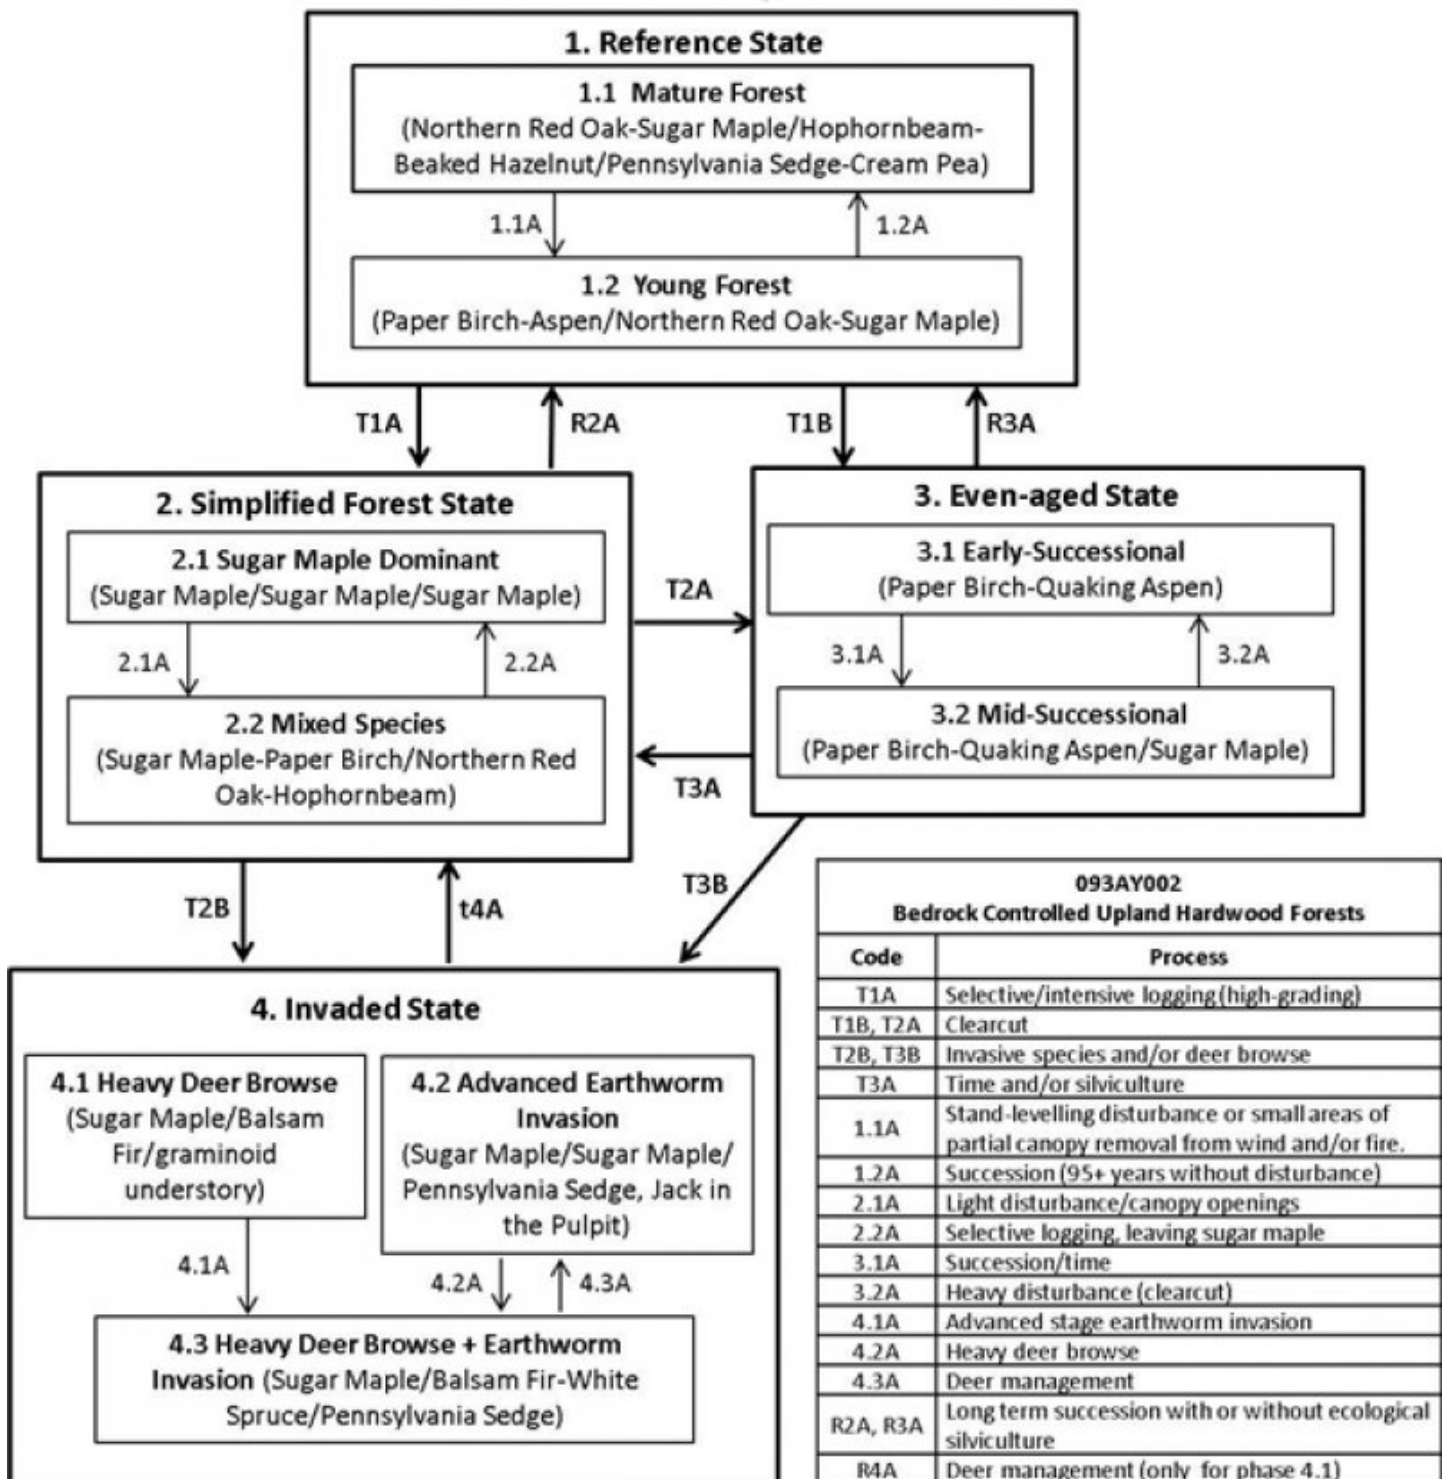 1. Reference State
1.1 Mature Forest
(Northern Red Oak-Sugar Maple/Hophornbeam-
Beaked Hazelnut/Pennsylvania Sedge-Cream Pea)
1.1A
1.2A
1.2 Young Forest
(Paper Birch-Aspen/Northern Red Oak-Sugar Maple)
T1A
R2A
T1B
R3A
2. Simplified Forest State
2.1 Sugar Maple Dominant
(Sugar Maple/Sugar Maple/Sugar Maple)
2.1A
2.2A
2.2 Mixed Species
(Sugar Maple-Paper Birch/Northern Red
Oak-Hophornbeam)
T2A
T3A
3. Even-aged State
3.1 Early-Successional
(Paper Birch-Quaking Aspen)
3.1A
3.2A
3.2 Mid-Successional
(Paper Birch-Quaking Aspen/Sugar Maple)
T2B
t4A
T3B
4. Invaded State
4.1 Heavy Deer Browse
(Sugar Maple/Balsam
Fir/graminoid
understory)
4.2 Advanced Earthworm
Invasion
(Sugar Maple/Sugar Maple/
Pennsylvania Sedge, Jack in
the Pulpit)
4.1A
4.2A
4.3A
4.3 Heavy Deer Browse + Earthworm
Invasion (Sugar Maple/Balsam Fir-White
Spruce/Pennsylvania Sedge)
093AY002
Bedrock Controlled Upland Hardwood Forests
Code Process
T1A Selective/intensive logging (high-grading)
T1B, T2A Clearcut
T2B, T3B Invasive species and/or deer browse
T3A Time and/or silviculture
1.1A Stand-levelling disturbance or small areas of
partial canopy removal from wind and/or fire.
1.2A Succession (95+ years without disturbance)
2.1A Light disturbance/canopy openings
2.2A Selective logging, leaving sugar maple
3.1A Succession/time
3.2A Heavy disturbance (clearcut)
4.1A Advanced stage earthworm invasion
4.2A Heavy deer browse
4.3A Deer management
R2A, R3A Long term succession with or without ecological
silviculture
R4A Deer management (only for phase 4.1)